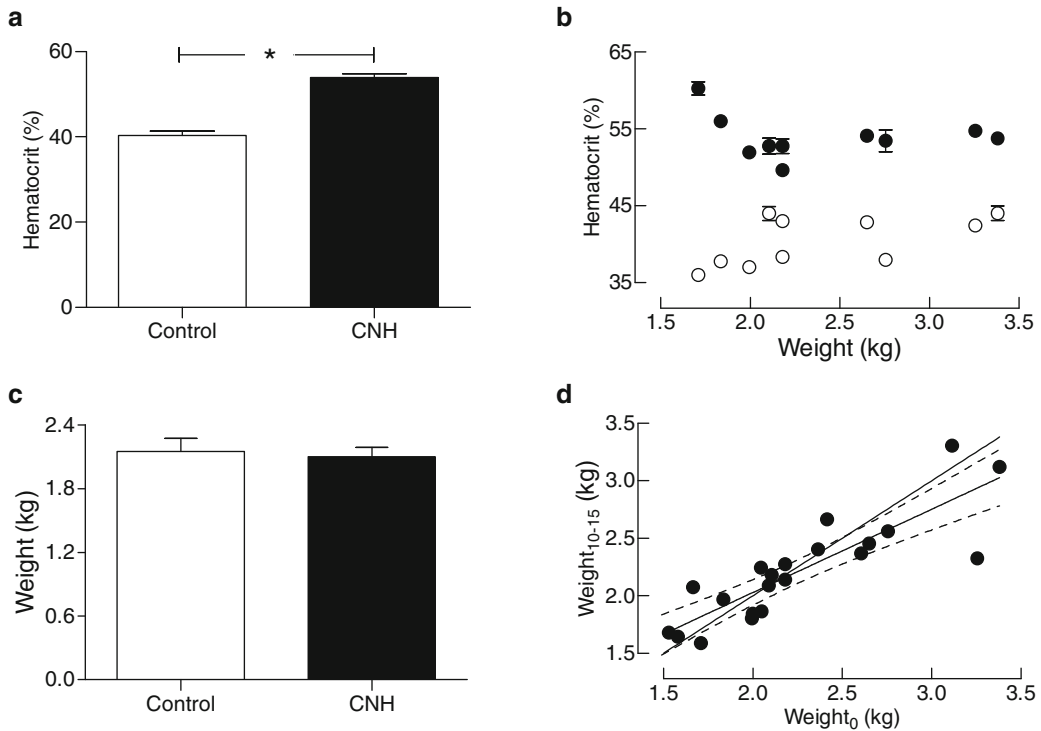 a
Hematocrit (%)
60
40
20
0
*
Control
CNH
b
Hematocrit (%)
65
55
45
35
1.5
2.0
2.5
3.0
3.5
Weight (kg)
c
Weight (kg)
2.4
1.8
1.2
0.6
0.0
Control
CNH
d
Weight10-15 (kg)
3.5
3.0
2.5
2.0
1.5
1.5
2.0
2.5
3.0
3.5
Weight0 (kg)